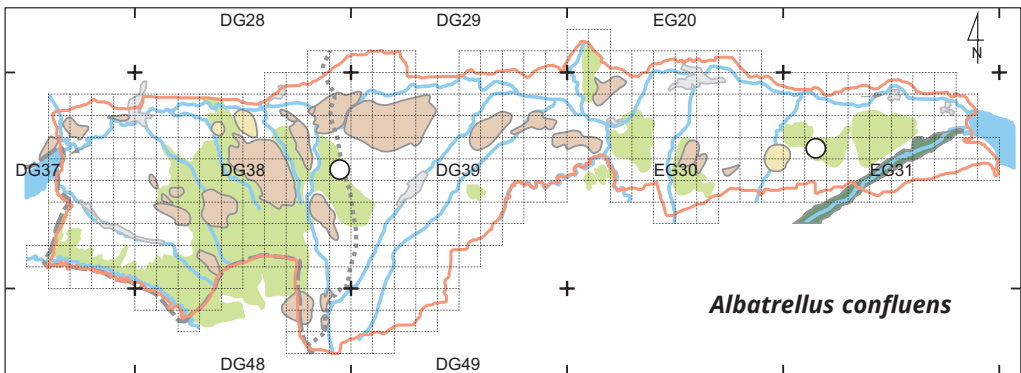 DG28 DG29 EG20
N
DG37 DG38 DG39 EG30 EG31
Albatrellus confluens
DG48 DG49